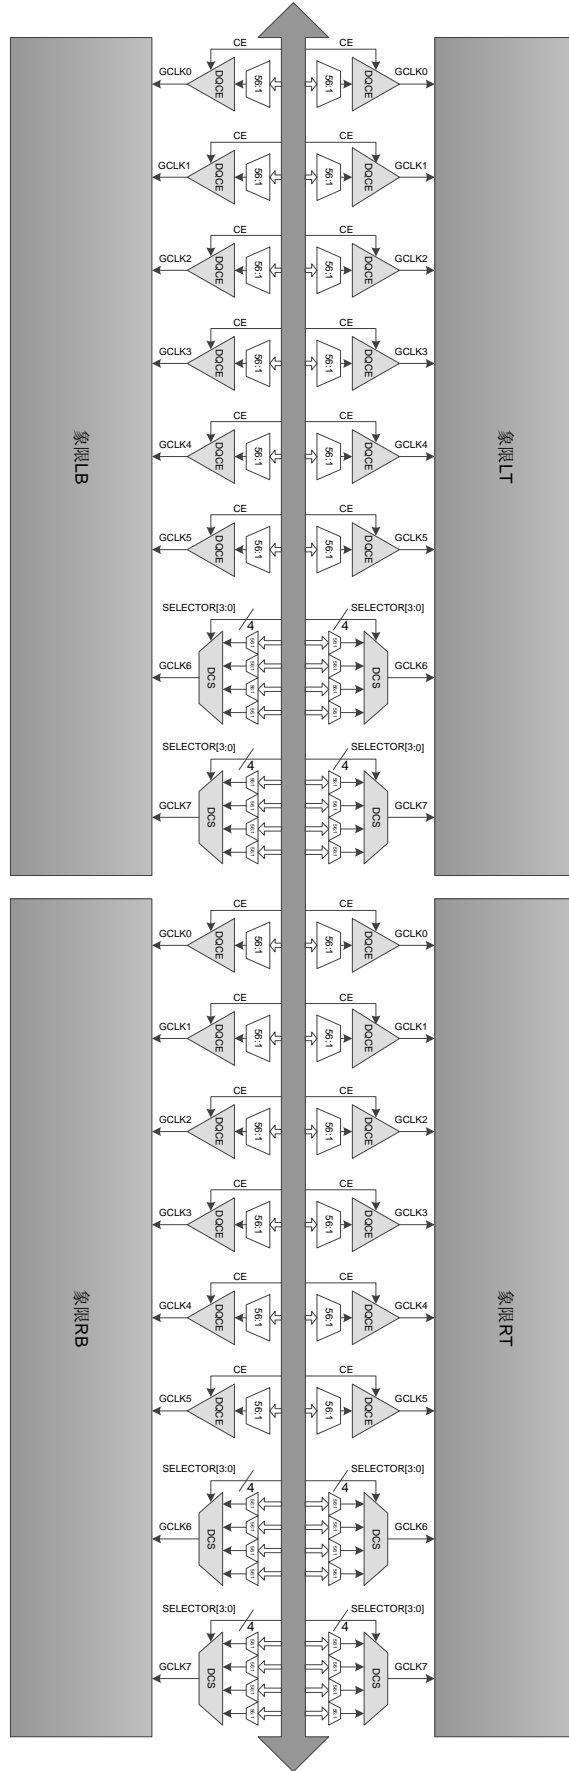 CE CE
GCLK0 DQCE 56:1 56:1 DQCE GCLK0
CE CE
GCLK1 DQCE 56:1 56:1 DQCE GCLK1
CE CE
GCLK2 DQCE 56:1 56:1 DQCE GCLK2
CE CE
GCLK3 DQCE 56:1 56:1 DQCE GCLK3
CE CE
GCLK4 DQCE 56:1 56:1 DQCE GCLK4
象限LB 象限LT
CE CE
GCLK5 DQCE 56:1 56:1 DQCE GCLK5
SELECTOR[3:0] 4 4 SELECTOR[3:0]
GCLK6 DCS DCS GCLK6
SELECTOR[3:0] 4 4 SELECTOR[3:0]
GCLK7 DCS DCS GCLK7
CE CE
GCLK0 DQCE 56:1 56:1 DQCE GCLK0
CE CE
GCLK1 DQCE 56:1 56:1 DQCE GCLK1
CE CE
GCLK2 DQCE 56:1 56:1 DQCE GCLK2
CE CE
GCLK3 DQCE 56:1 56:1 DQCE GCLK3
CE CE
GCLK4 DQCE 56:1 56:1 DQCE GCLK4
象限RB 象限RT
CE CE
GCLK5 DQCE 56:1 56:1 DQCE GCLK5
SELECTOR[3:0] 4 4 SELECTOR[3:0]
GCLK6 DCS DCS GCLK6
SELECTOR[3:0] 4 4 SELECTOR[3:0]
GCLK7 DCS DCS GCLK7